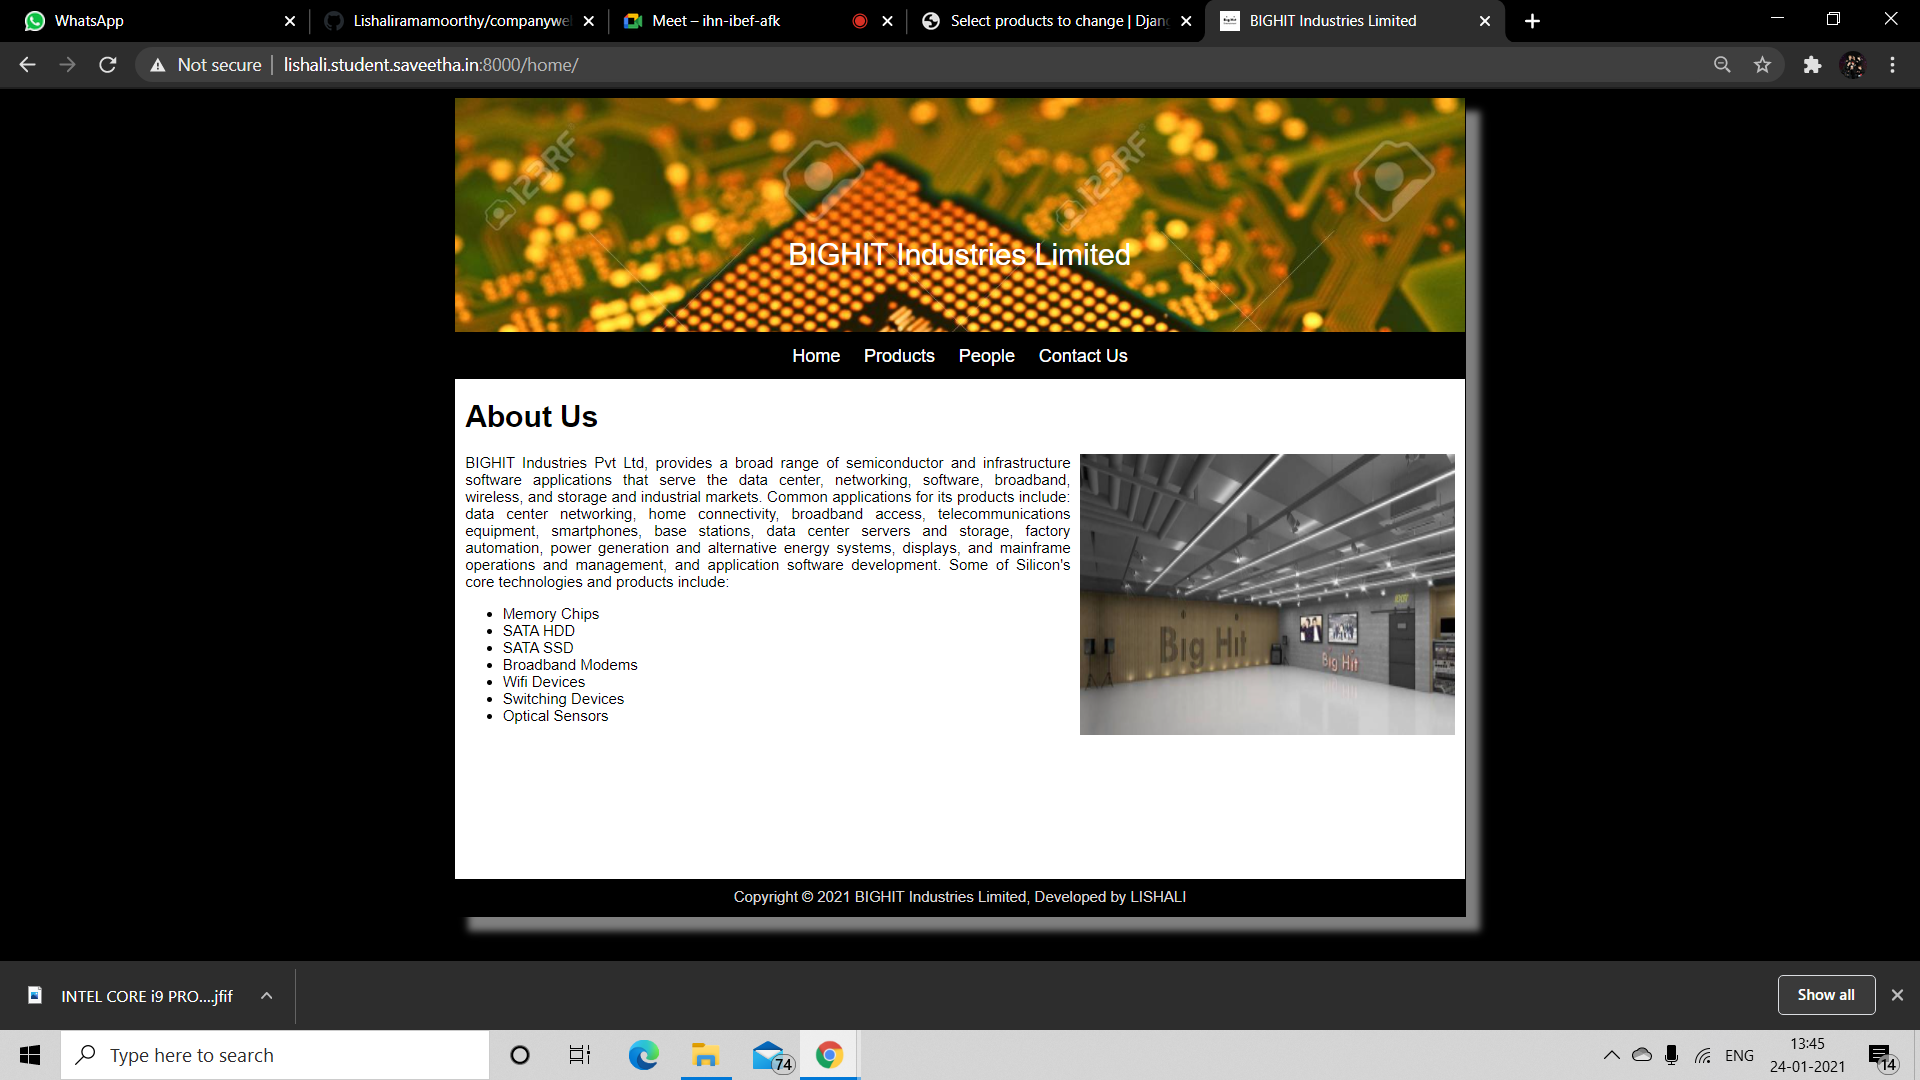 WhatsApp
Lishaliramamoorthy/companywe
Meet – ihn-ibef-afk
Select products to change | Djan
BIGHIT Industries Limited
Not secure
lishali.student.saveetha.in:8000/home/
123RF
123RF
BIGHIT Industries Limited
Home Products People Contact Us
About Us
BIGHIT Industries Pvt Ltd, provides a broad range of semiconductor and infrastructure
software applications that serve the data center, networking, software, broadband,
wireless, and storage and industrial markets. Common applications for its products include:
data center networking, home connectivity, broadband access, telecommunications
equipment, smartphones, base stations, data center servers and storage, factory
automation, power generation and alternative energy systems, displays, and mainframe
operations and management, and application software development. Some of Silicon's
core technologies and products include:
Memory Chips
SATA HDD
SATA SSD
Broadband Modems
Wifi Devices
Switching Devices
Optical Sensors
Big Hit
Big Hit
Copyright © 2021 BIGHIT Industries Limited, Developed by LISHALI
INTEL CORE i9 PRO....jfif
Show all
Type here to search
74
ENG
13:45
24-01-2021
14